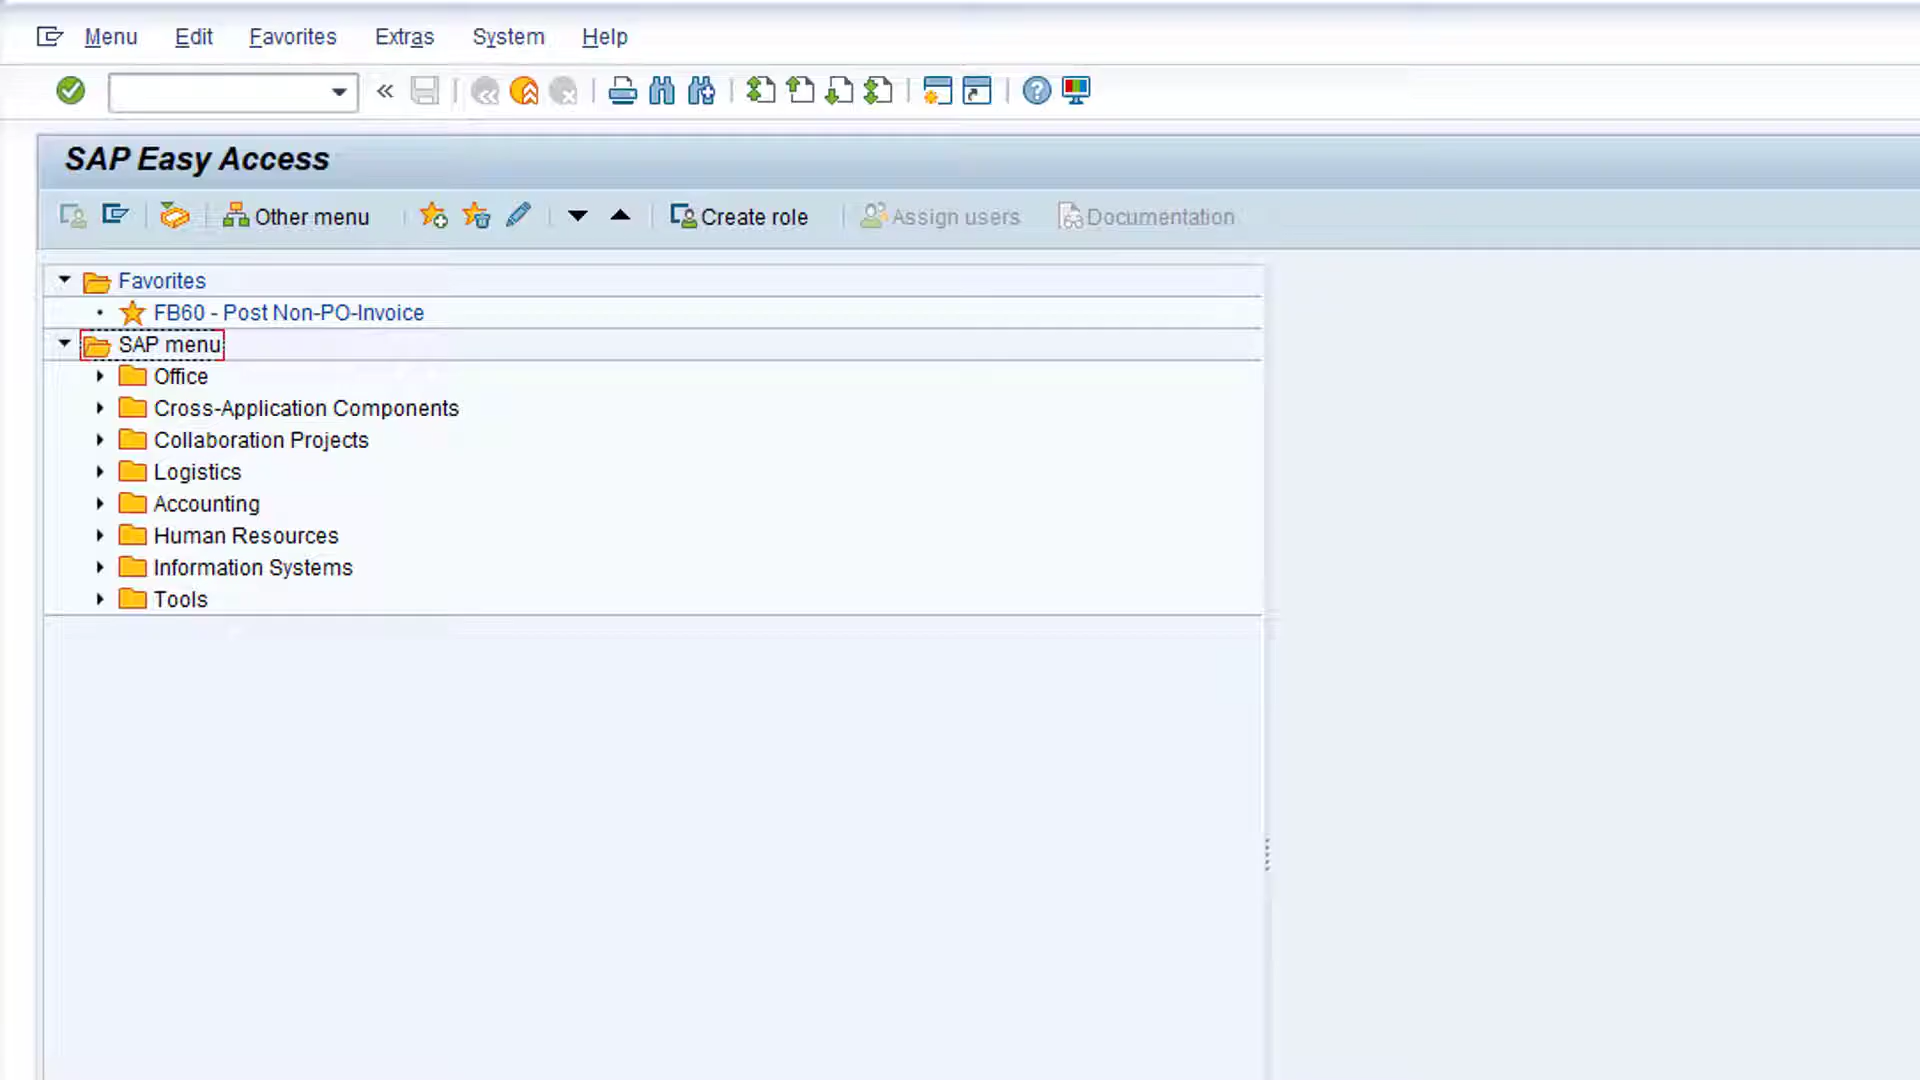 Menu Edit Favorites Extras System Help
SAP Easy Access
Other menu Create role Assign users Documentation
Favorites
FB60 - Post Non-PO-Invoice
SAP menu
Office
Cross-Application Components
Collaboration Projects
Logistics
Accounting
Human Resources
Information Systems
Tools